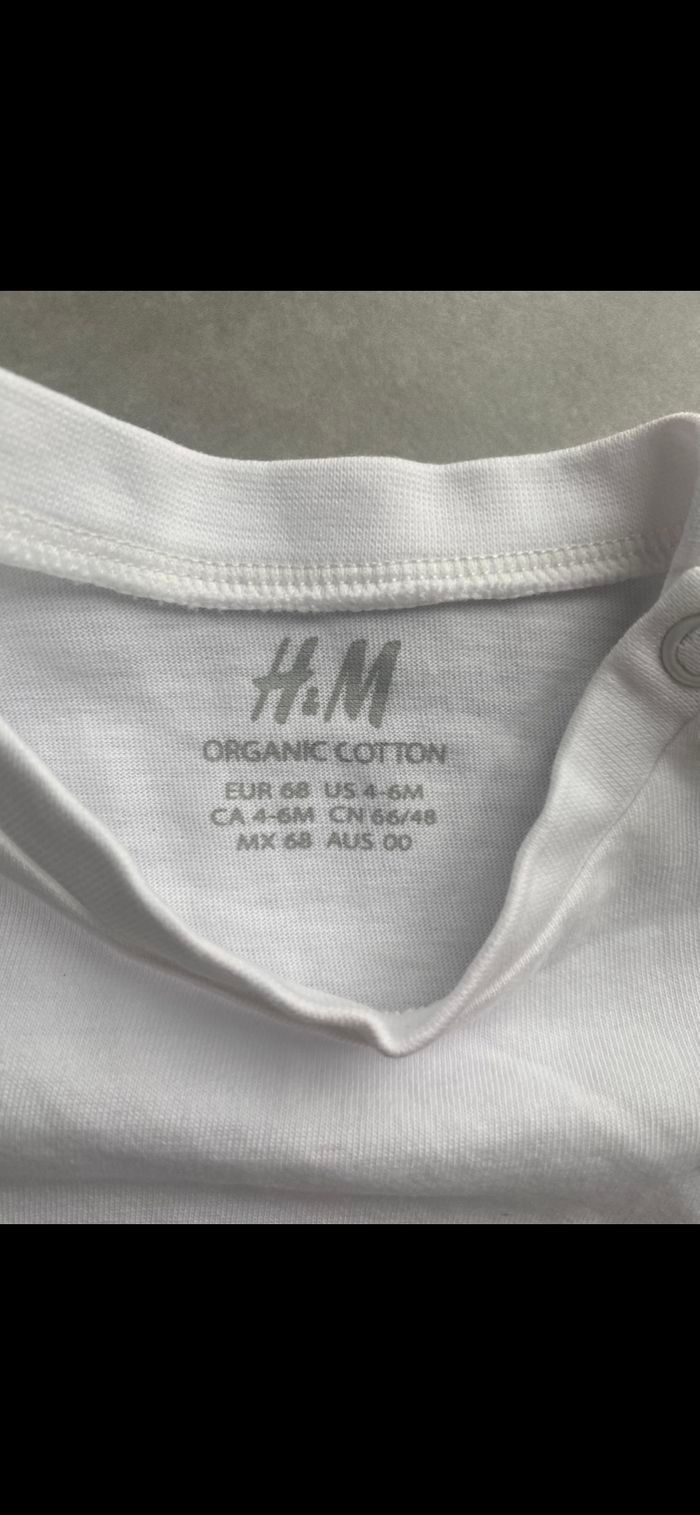 H&M
ORGANIC COTTON
EUR 68 US 4-6M
CA 4-6M CN 66/48
MX 68 AUS 00